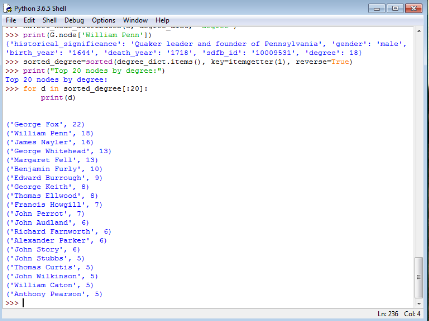 Python 3.6.3 Shell
File Edit Shell Debug Options Window Help
>>> print(G.node['William Penn'])
{'historical_significance': 'Quaker leader and founder of Pennsylvania', 'gender': 'male',
'birth_year': '1644', 'death_year': '1718', 'sdfb_id': '10009531', 'degree': 18}
>>> sorted_degree=sorted(degree_dict.items(), key=itemgetter(1), reverse=True)
>>> print("Top 20 nodes by degree:")
Top 20 nodes by degree:
>>> for d in sorted_degree[:20]:
print(d)
('George Fox', 22)
('William Penn', 18)
('James Nayler', 16)
('George Whitehead', 13)
('Margaret Fell', 13)
('Benjamin Furly', 10)
('Edward Burrough', 9)
('George Keith', 8)
('Thomas Ellwood', 8)
('Francis Howgill', 7)
('John Perrot', 7)
('John Audland', 6)
('Richard Farnworth', 6)
('Alexander Parker', 6)
('John Story', 6)
('John Stubbs', 5)
('Thomas Curtis', 5)
('John Wilkinson', 5)
('William Caton', 5)
('Anthony Pearson', 5)
>>>
Ln: 236 Col: 4